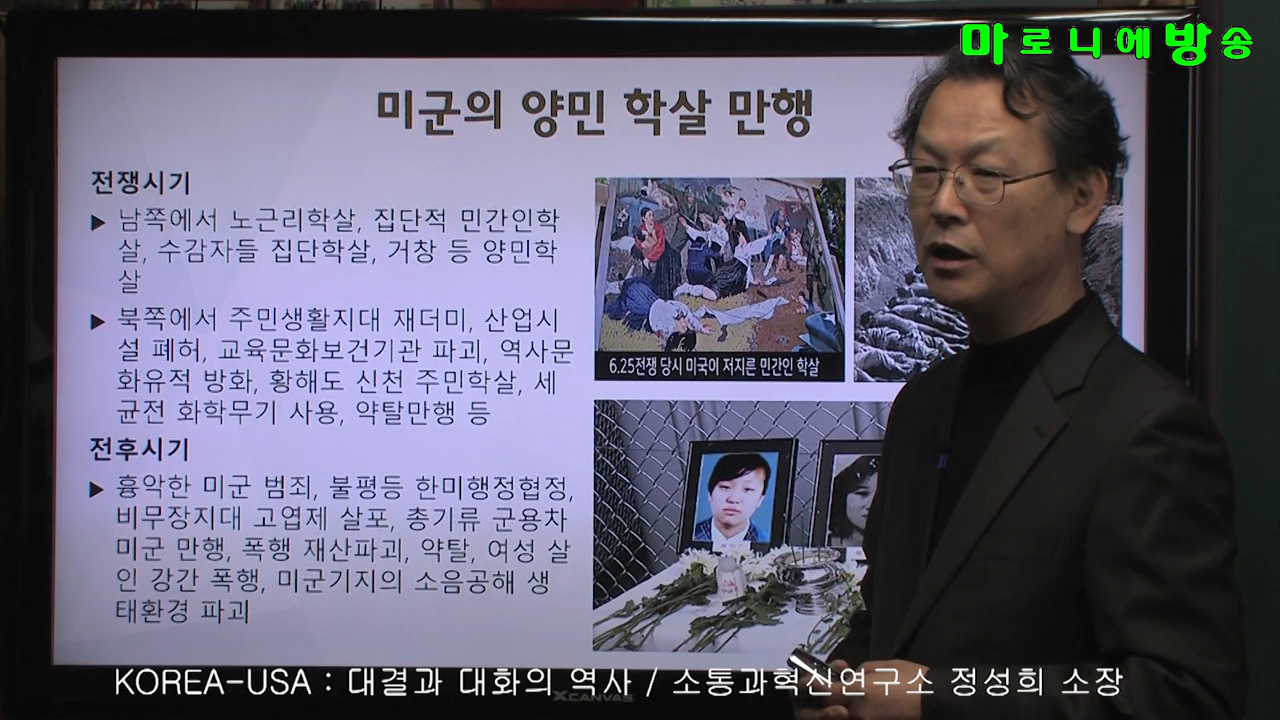 마로니에방송
미군의 양민 학살 만행
전쟁시기
▶ 남쪽에서 노근리학살, 집단적 민간인학
살, 수감자들 집단학살, 거창 등 양민학
살
▶ 북쪽에서 주민생활지대 재더미, 산업시
설 폐허, 교육문화보건기관 파괴, 역사문
화유적 방화, 황해도 신천 주민학살, 세
균전 화학무기 사용, 약탈만행 등
6.25전쟁 당시 미국이 저지른 민간인 학살
전후시기
▶ 흉악한 미군 범죄, 불평등 한미행정협정,
비무장지대 고엽제 살포, 총기류 군용차
미군 만행, 폭행 재산파괴, 약탈, 여성 살
인 강간 폭행, 미군기지의 소음공해 생
태환경 파괴
KOREA-USA : 대결과 대화의 역사 / 소통과혁신연구소 정성희 소장
XCANVAS